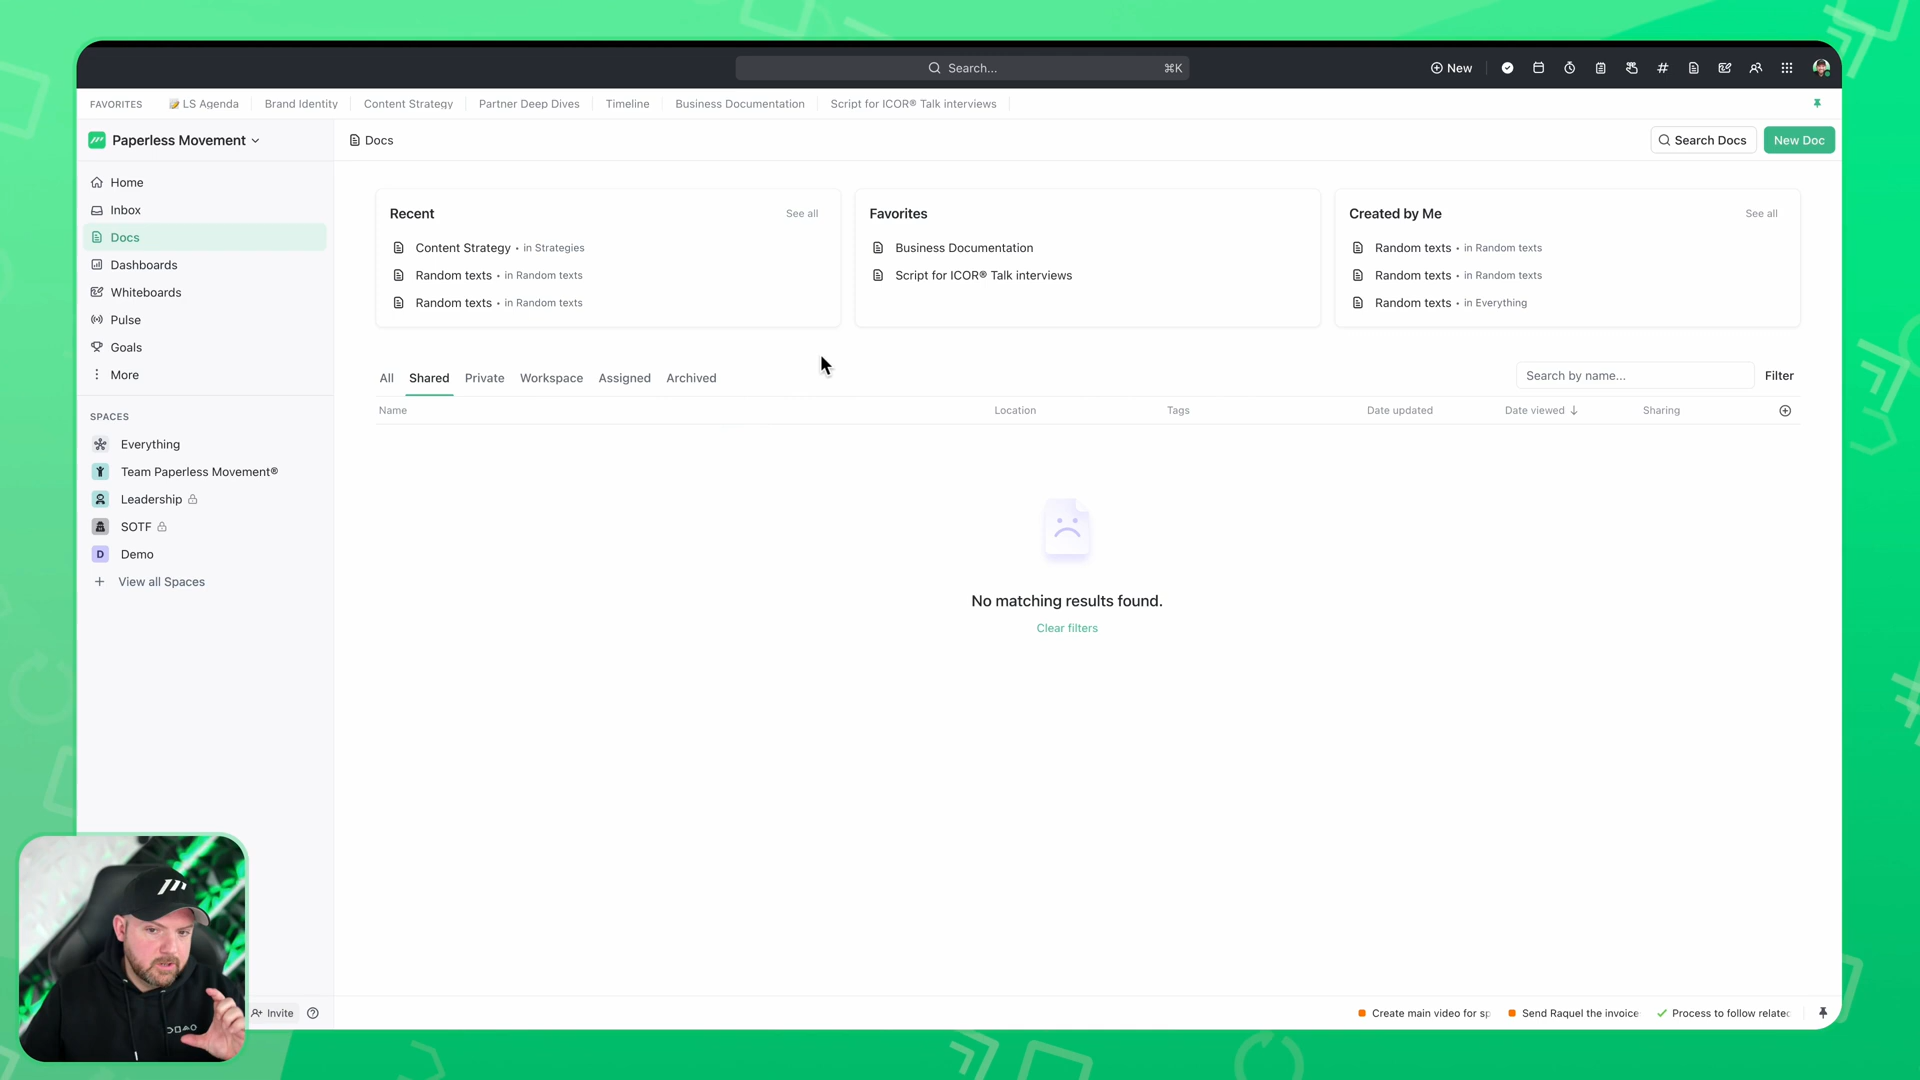 Search... ⌘K
New
FAVORITES LS Agenda Brand Identity Content Strategy Partner Deep Dives Timeline Business Documentation Script for ICOR® Talk interviews
Paperless Movement
Docs
Search Docs
New Doc
Home
Inbox
Docs
Dashboards
Whiteboards
Pulse
Goals
More
SPACES
Everything
Team Paperless Movement®
Leadership
SOTF
D Demo
View all Spaces
Recent See all
Content Strategy • in Strategies
Random texts • in Random texts
Random texts • in Random texts
Favorites
Business Documentation
Script for ICOR® Talk interviews
Created by Me See all
Random texts • in Random texts
Random texts • in Random texts
Random texts • in Everything
All Shared Private Workspace Assigned Archived
Search by name... Filter
Name Location Tags Date updated Date viewed ↓ Sharing
No matching results found.
Clear filters
Invite
Create main video for sp
Send Raquel the invoice
Process to follow relatec